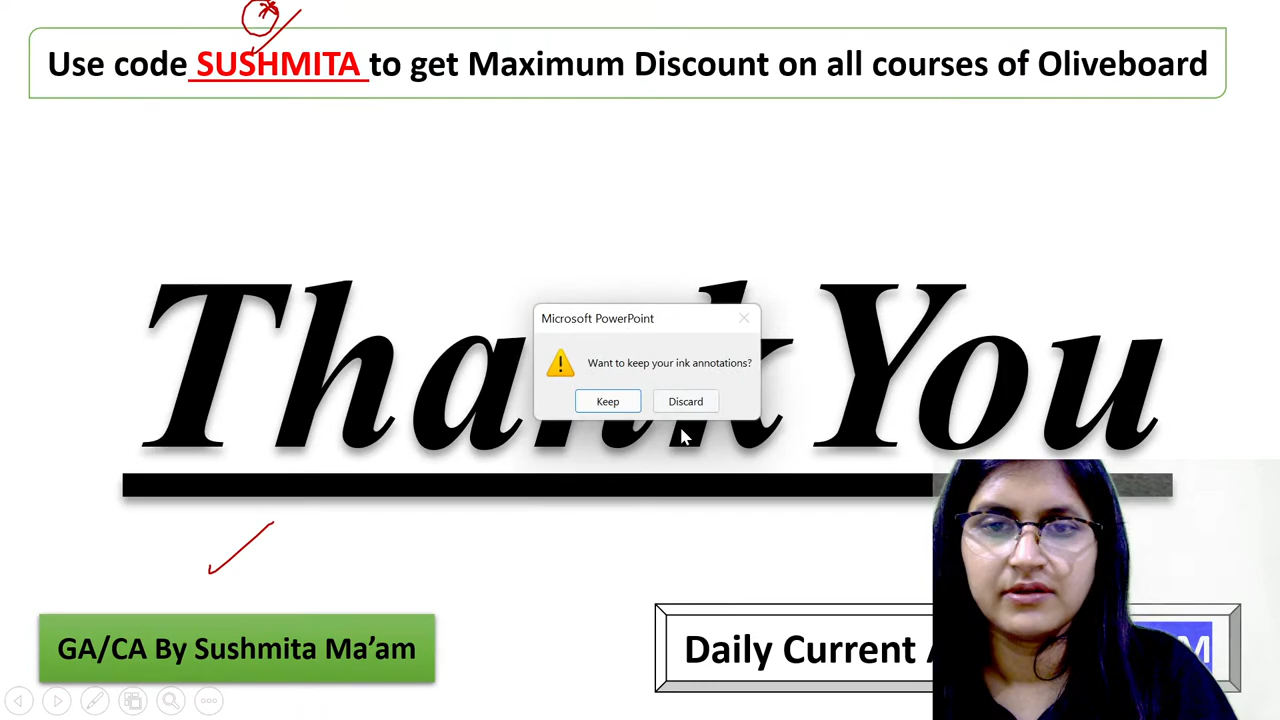 Use code SUSHMITA to get Maximum Discount on all courses of Oliveboard
Thank You
Microsoft PowerPoint
Want to keep your ink annotations?
Keep
Discard
GA/CA By Sushmita Ma’am
Daily Current
M